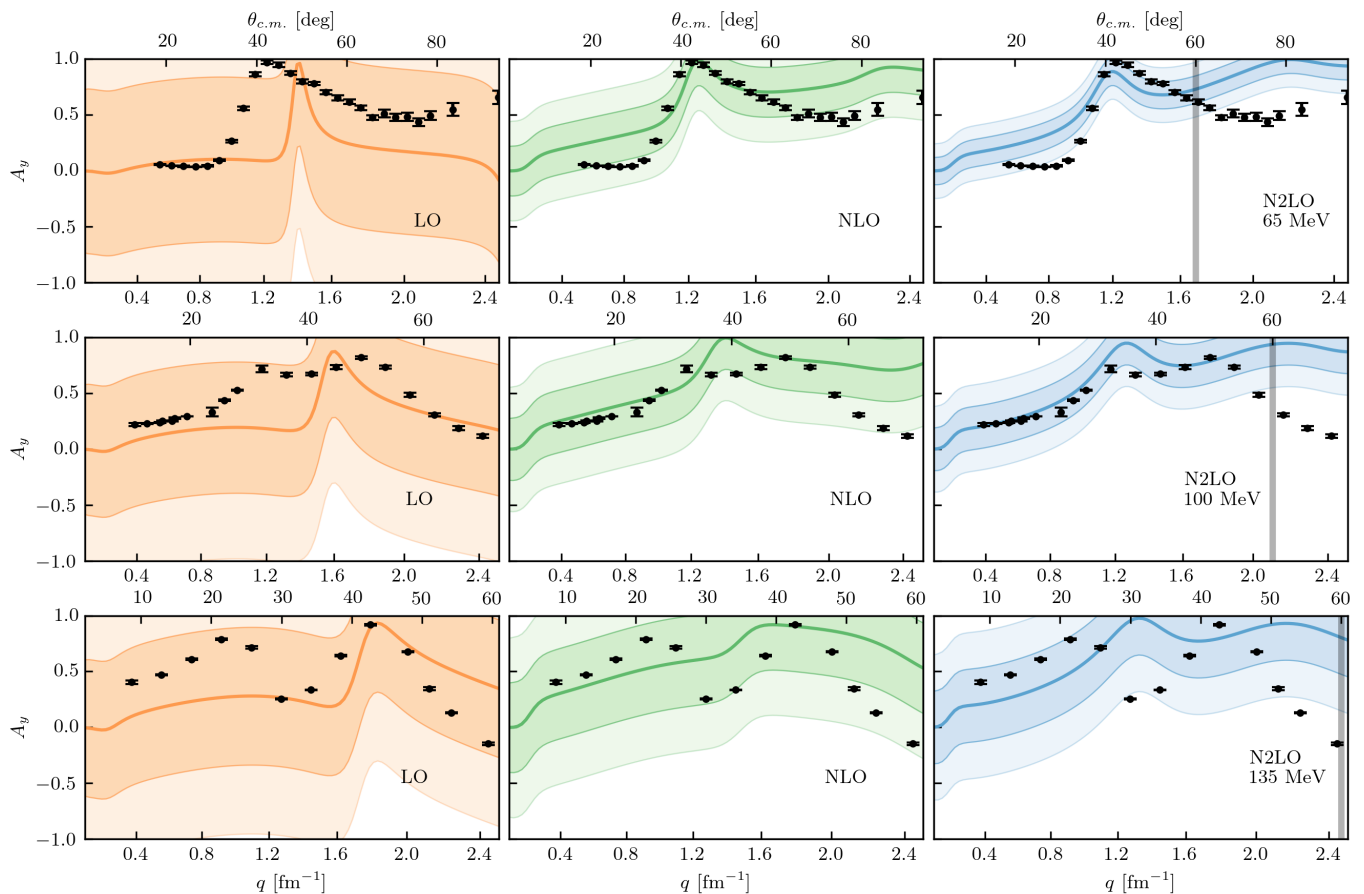 θc.m. [deg] θc.m. [deg] θc.m. [deg]
20 40 60 80 20 40 60 80 20 40 60 80
1.0
0.5
0.0
−0.5
−1.0
Ay
LO NLO N2LO
65 MeV
0.4 0.8 1.2 1.6 2.0 2.4 0.4 0.8 1.2 1.6 2.0 2.4 0.4 0.8 1.2 1.6 2.0 2.4
20 40 60 20 40 60 20 40 60
1.0
0.5
0.0
−0.5
−1.0
Ay
LO NLO N2LO
100 MeV
0.4 0.8 1.2 1.6 2.0 2.4 0.4 0.8 1.2 1.6 2.0 2.4 0.4 0.8 1.2 1.6 2.0 2.4
10 20 30 40 50 60 10 20 30 40 50 60 10 20 30 40 50 60
1.0
0.5
0.0
−0.5
−1.0
Ay
LO NLO N2LO
135 MeV
0.4 0.8 1.2 1.6 2.0 2.4 0.4 0.8 1.2 1.6 2.0 2.4 0.4 0.8 1.2 1.6 2.0 2.4
q [fm⁻¹] q [fm⁻¹] q [fm⁻¹]